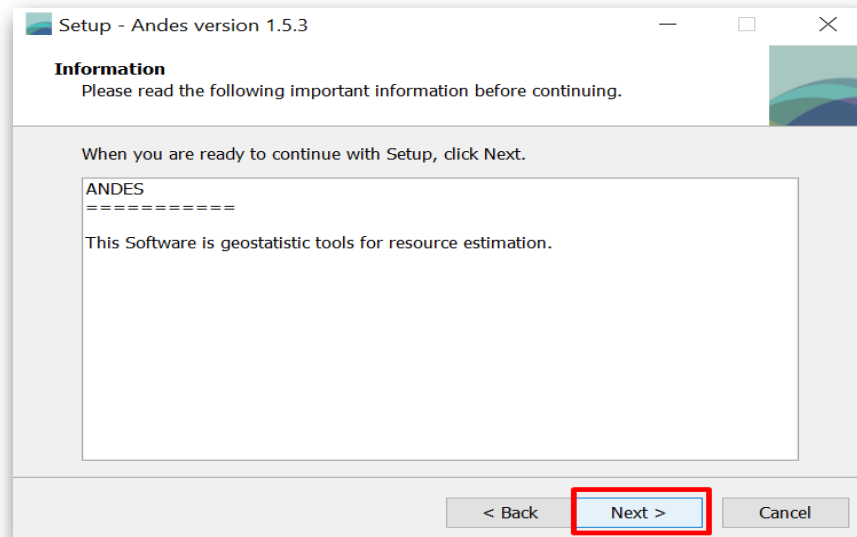 Setup - Andes version 1.5.3
Information
Please read the following important information before continuing.
When you are ready to continue with Setup, click Next.
ANDES
===========
This Software is geostatistic tools for resource estimation.
< Back Next > Cancel